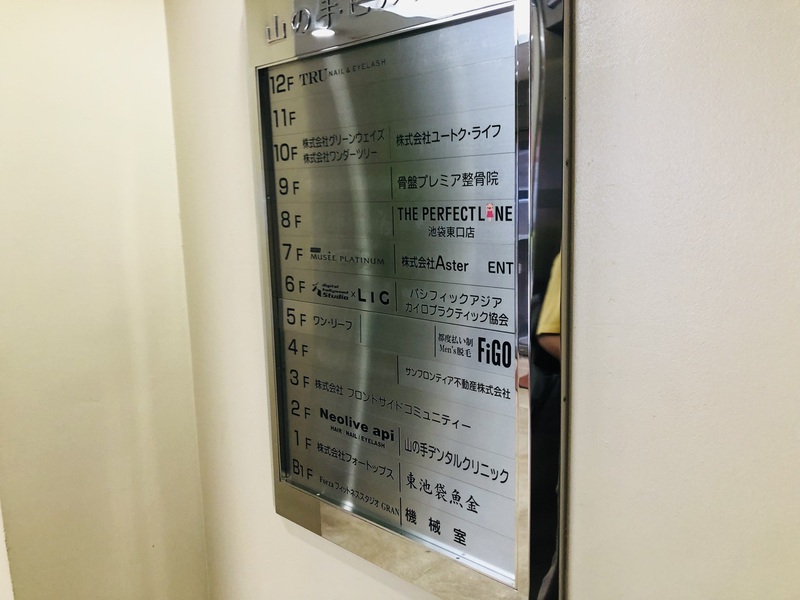 山の手
12F TRU NAIL & EYELASH
11F
10F 株式会社グリーンウェイズ 株式会社ユートク・ライフ
株式会社ワンダーツリー
9F 骨盤プレミア整骨院
8F THE PERFECT LINE
池袋東口店
7F MUSÉE PLATINUM 株式会社Aster ENT
6F digital hollywood Studio × LIG パシフィックアジア
カイロプラクティック協会
5F ワン・リーフ 都度払い制 Men's脱毛 FiGO
4F サンフロンティア不動産株式会社
3F 株式会社 フロントサイドコミュニティー
2F Neolive api 山の手デンタルクリニック
HAIR / NAIL / EYELASH
1F 株式会社フォートップス 東池袋魚金
B1F Forza フィットネススタジオ GRAN 機械室